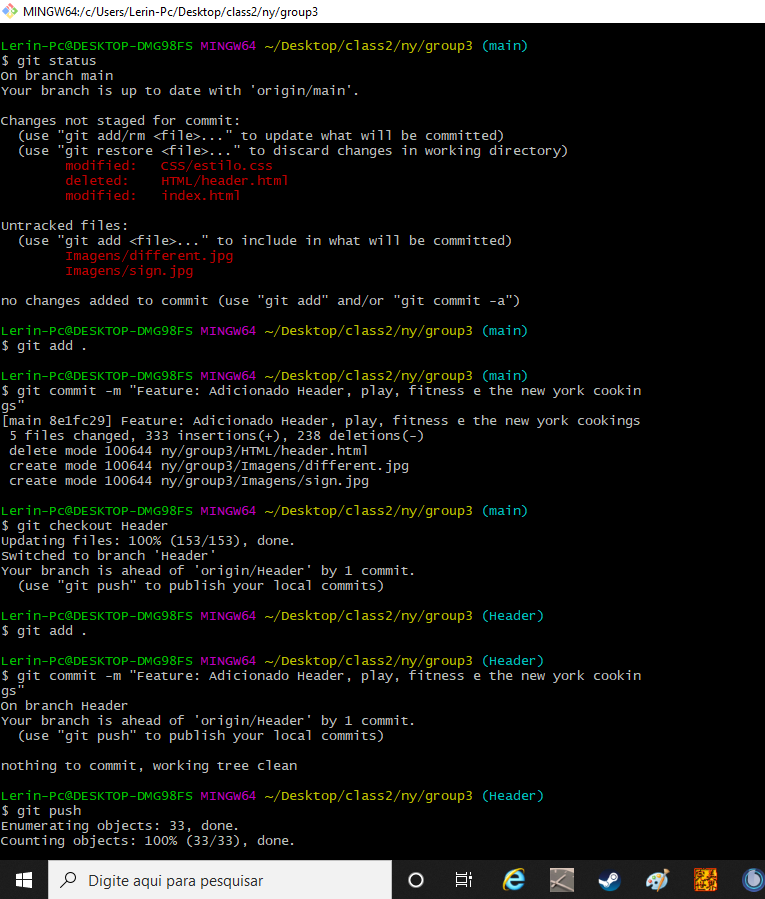 MINGW64:/c/Users/Lerin-Pc/Desktop/class2/ny/group3
Lerin-Pc@DESKTOP-DMG98FS MINGW64 ~/Desktop/class2/ny/group3 (main)
$ git status
On branch main
Your branch is up to date with 'origin/main'.
Changes not staged for commit:
  (use "git add/rm <file>..." to update what will be committed)
  (use "git restore <file>..." to discard changes in working directory)
        modified:   CSS/estilo.css
        deleted:    HTML/header.html
        modified:   index.html
Untracked files:
  (use "git add <file>..." to include in what will be committed)
        Imagens/different.jpg
        Imagens/sign.jpg
no changes added to commit (use "git add" and/or "git commit -a")
Lerin-Pc@DESKTOP-DMG98FS MINGW64 ~/Desktop/class2/ny/group3 (main)
$ git add .
Lerin-Pc@DESKTOP-DMG98FS MINGW64 ~/Desktop/class2/ny/group3 (main)
$ git commit -m "Feature: Adicionado Header, play, fitness e the new york cookin
gs"
[main 8e1fc29] Feature: Adicionado Header, play, fitness e the new york cookings
 5 files changed, 333 insertions(+), 238 deletions(-)
 delete mode 100644 ny/group3/HTML/header.html
 create mode 100644 ny/group3/Imagens/different.jpg
 create mode 100644 ny/group3/Imagens/sign.jpg
Lerin-Pc@DESKTOP-DMG98FS MINGW64 ~/Desktop/class2/ny/group3 (main)
$ git checkout Header
Updating files: 100% (153/153), done.
Switched to branch 'Header'
Your branch is ahead of 'origin/Header' by 1 commit.
  (use "git push" to publish your local commits)
Lerin-Pc@DESKTOP-DMG98FS MINGW64 ~/Desktop/class2/ny/group3 (Header)
$ git add .
Lerin-Pc@DESKTOP-DMG98FS MINGW64 ~/Desktop/class2/ny/group3 (Header)
$ git commit -m "Feature: Adicionado Header, play, fitness e the new york cookin
gs"
On branch Header
Your branch is ahead of 'origin/Header' by 1 commit.
  (use "git push" to publish your local commits)
nothing to commit, working tree clean
Lerin-Pc@DESKTOP-DMG98FS MINGW64 ~/Desktop/class2/ny/group3 (Header)
$ git push
Enumerating objects: 33, done.
Counting objects: 100% (33/33), done.
Digite aqui para pesquisar